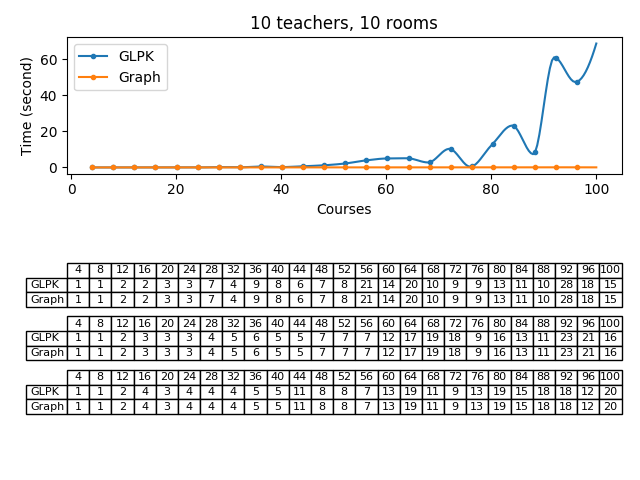 10 teachers, 10 rooms
GLPK
Graph
Time (second)
60
40
20
0
0 20 40 60 80 100
Courses
4 8 12 16 20 24 28 32 36 40 44 48 52 56 60 64 68 72 76 80 84 88 92 96 100
GLPK 1 1 2 2 3 3 7 4 9 8 6 7 8 21 14 20 10 9 9 13 11 10 28 18 15
Graph 1 1 2 2 3 3 7 4 9 8 6 7 8 21 14 20 10 9 9 13 11 10 28 18 15
4 8 12 16 20 24 28 32 36 40 44 48 52 56 60 64 68 72 76 80 84 88 92 96 100
GLPK 1 1 2 3 3 3 4 5 6 5 5 7 7 7 12 17 19 18 9 16 13 11 23 21 16
Graph 1 1 2 3 3 3 4 5 6 5 5 7 7 7 12 17 19 18 9 16 13 11 23 21 16
4 8 12 16 20 24 28 32 36 40 44 48 52 56 60 64 68 72 76 80 84 88 92 96 100
GLPK 1 1 2 4 3 4 4 4 5 5 11 8 8 7 13 19 11 9 13 19 15 18 18 12 20
Graph 1 1 2 4 3 4 4 4 5 5 11 8 8 7 13 19 11 9 13 19 15 18 18 12 20